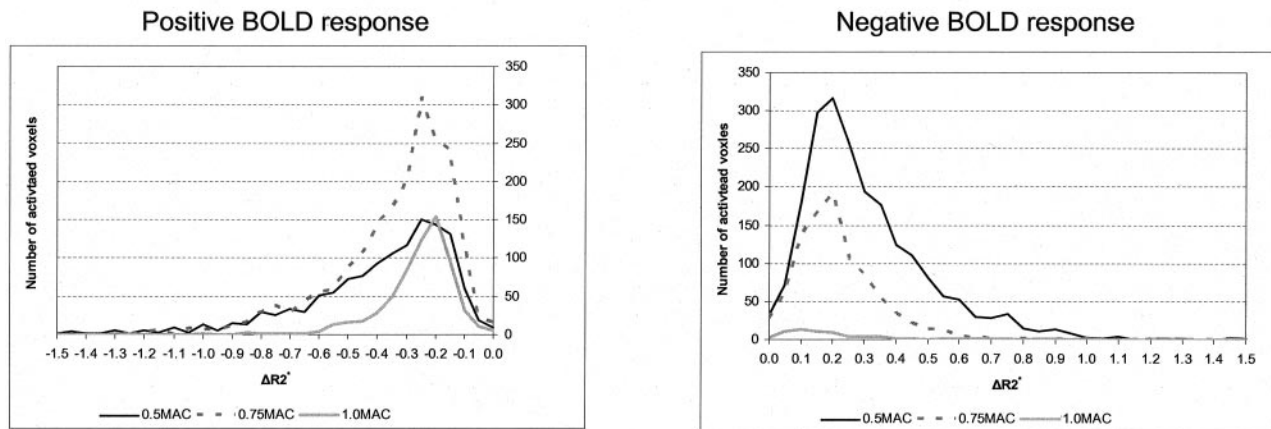 Positive BOLD response
Number of activtaed voxels
350
300
250
200
150
100
50
0
-1.5 -1.4 -1.3 -1.2 -1.1 -1.0 -0.9 -0.8 -0.7 -0.6 -0.5 -0.4 -0.3 -0.2 -0.1 0.0
ΔR2*
0.5MAC 0.75MAC 1.0MAC
Negative BOLD response
Number of activtead voxles
350
300
250
200
150
100
50
0
0.0 0.1 0.2 0.3 0.4 0.5 0.6 0.7 0.8 0.9 1.0 1.1 1.2 1.3 1.4 1.5
ΔR2*
0.5MAC 0.75MAC 1.0MAC